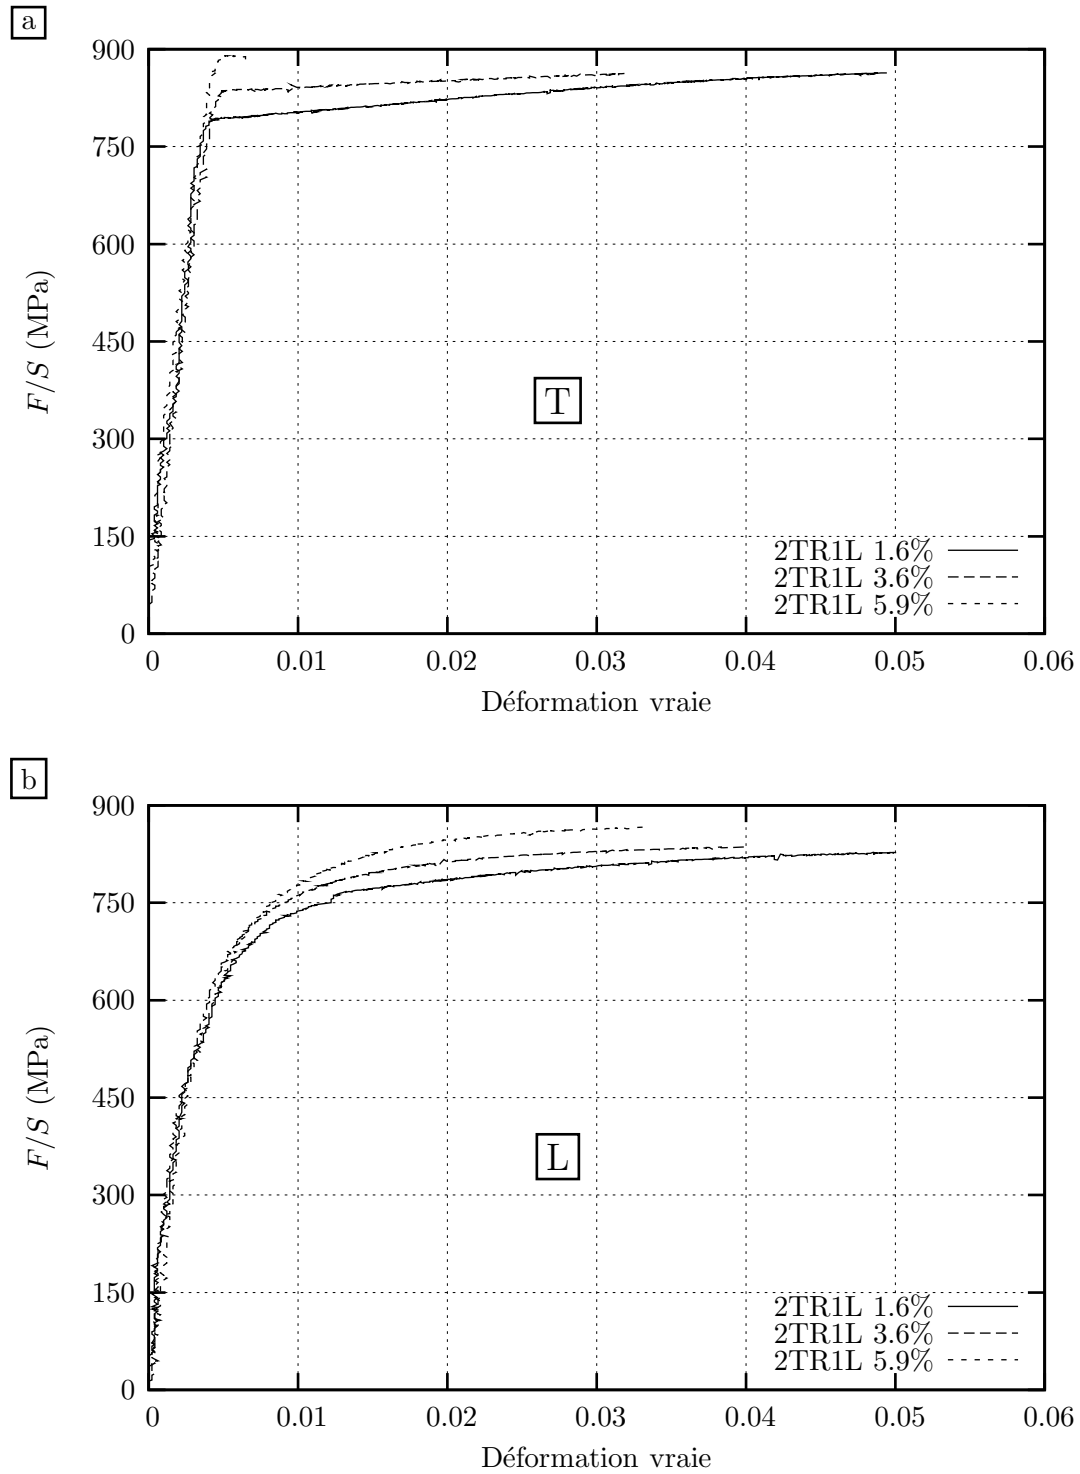 a
900
750
600
450
300
150
0
F/S (MPa)
T
2TR1L 1.6%
2TR1L 3.6%
2TR1L 5.9%
0 0.01 0.02 0.03 0.04 0.05 0.06
Déformation vraie
b
900
750
600
450
300
150
0
F/S (MPa)
L
2TR1L 1.6%
2TR1L 3.6%
2TR1L 5.9%
0 0.01 0.02 0.03 0.04 0.05 0.06
Déformation vraie